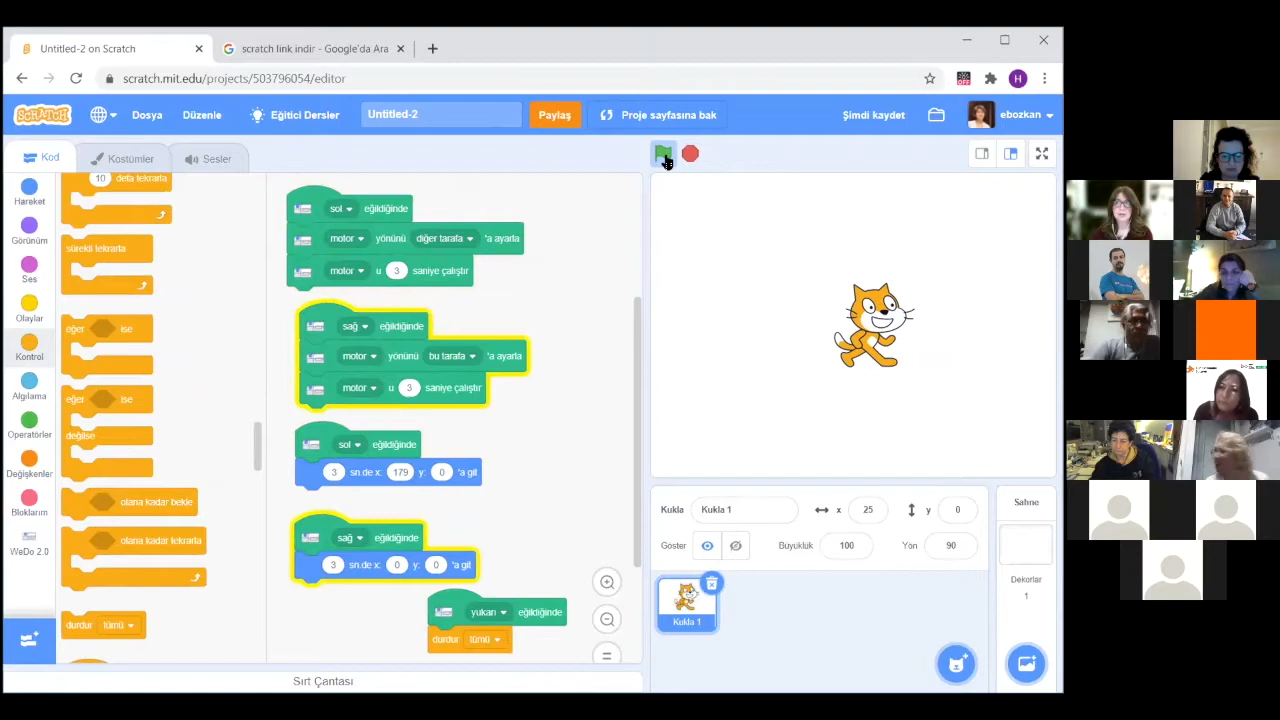 Untitled-2 on Scratch
scratch link indir - Google'da Ara
scratch.mit.edu/projects/503796054/editor
OFF
H
SCRATCH
Dosya
Düzenle
Eğitici Dersler
Untitled-2
Paylaş
Proje sayfasına bak
Şimdi kaydet
ebozkan
Kod
Kostümler
Sesler
Hareket
Görünüm
Ses
Olaylar
Kontrol
Algılama
Operatörler
Değişkenler
Bloklarım
WeDo 2.0
10 defa tekrarla
sürekli tekrarla
eğer ise
eğer ise
değilse
olana kadar bekle
olana kadar tekrarla
durdur tümü
sol eğildiğinde
motor yönünü diğer tarafa 'a ayarla
motor u 3 saniye çalıştır
sağ eğildiğinde
motor yönünü bu tarafa 'a ayarla
motor u 3 saniye çalıştır
sol eğildiğinde
3 sn.de x: 179 y: 0 'a git
sağ eğildiğinde
3 sn.de x: 0 y: 0 'a git
yukarı eğildiğinde
durdur tümü
Sırt Çantası
Kukla
Kukla 1
x 25
y 0
Göster
Büyüklük 100
Yön 90
Kukla 1
Sahne
Dekorlar
1